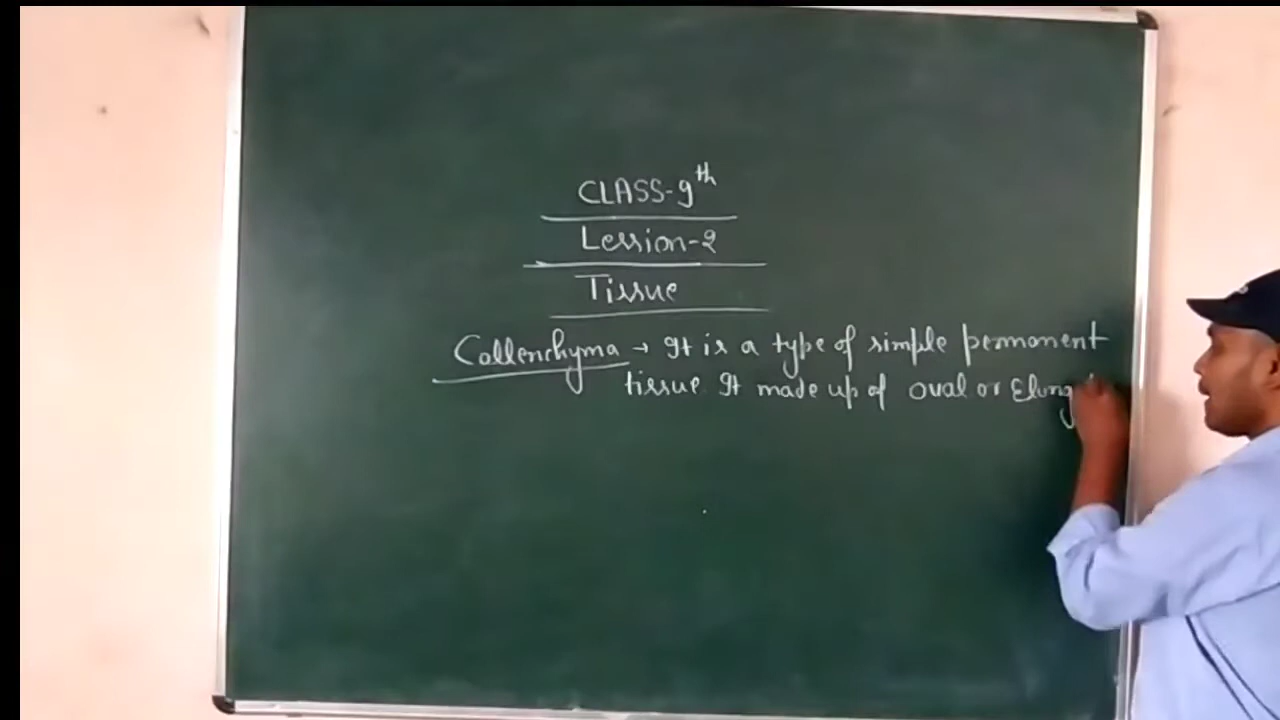 CLASS-9th
Lession-2
Tissue
Collenchyma → It is a type of simple permanent
tissue It made up of oval or Elong